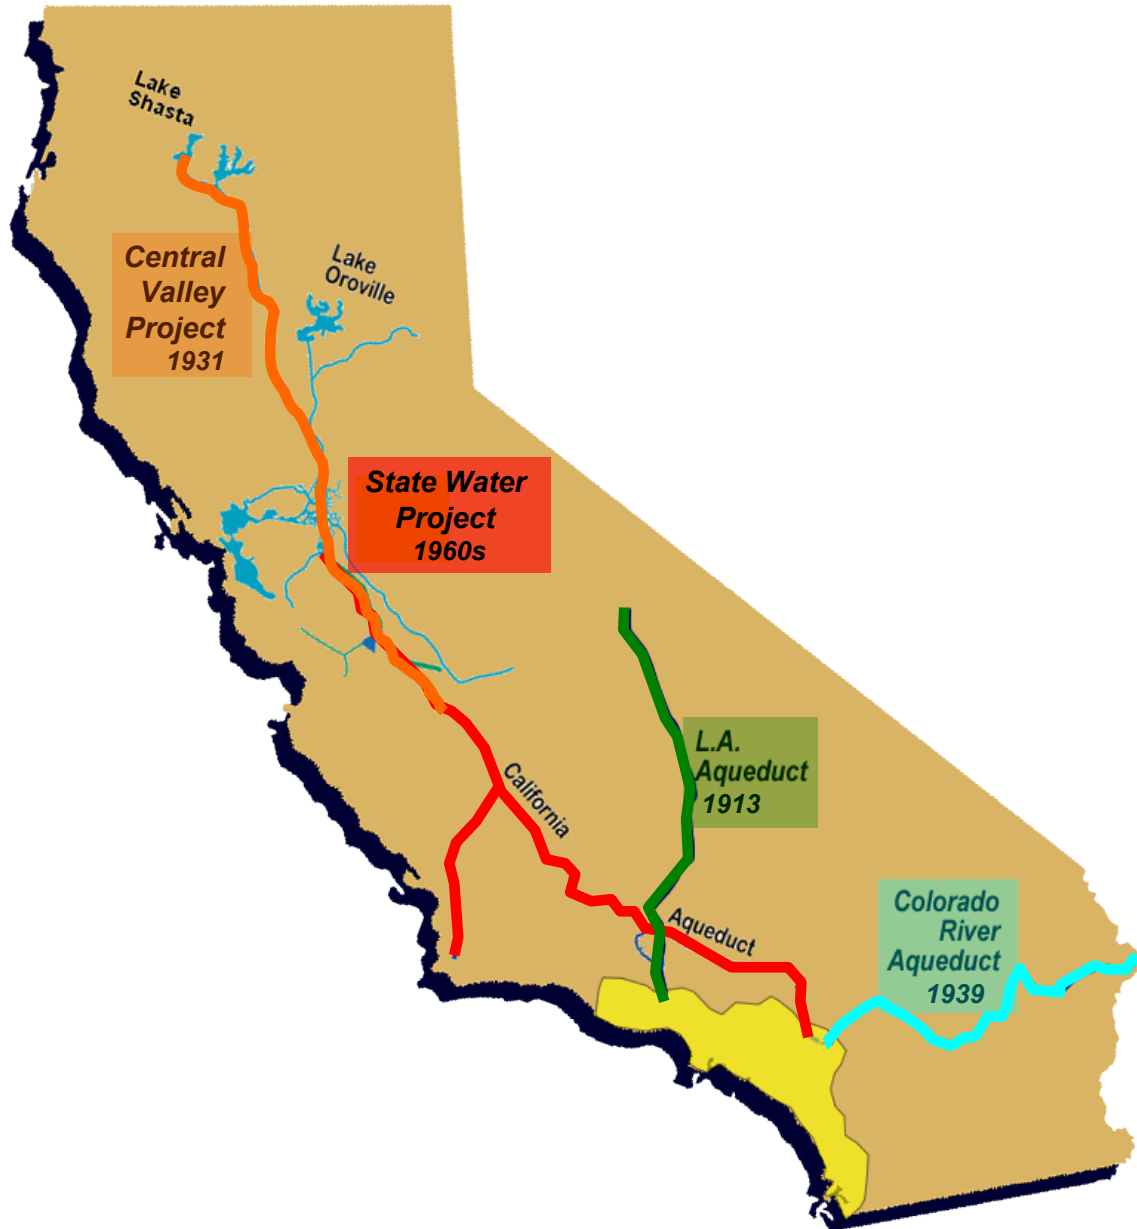 Lake
Shasta
Central
Valley
Project
1931
Lake
Oroville
State Water
Project
1960s
L.A.
Aqueduct
1913
California
Aqueduct
Colorado
River
Aqueduct
1939